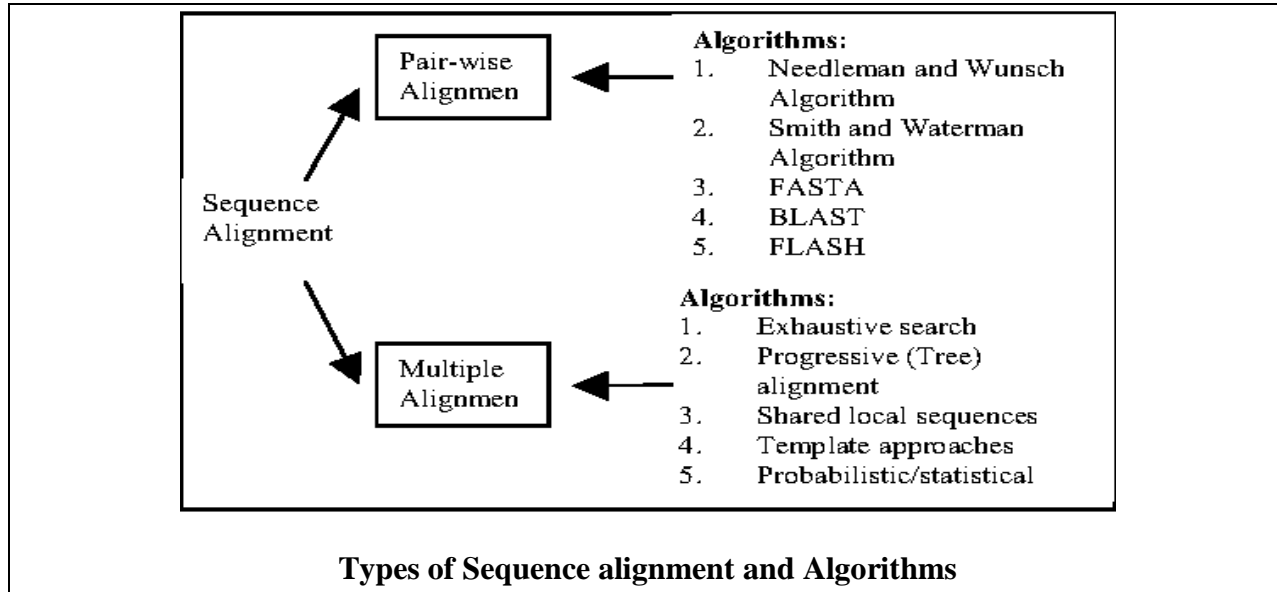 Sequence
Alignment
Pair-wise
Alignmen
Algorithms:
1. Needleman and Wunsch
Algorithm
2. Smith and Waterman
Algorithm
3. FASTA
4. BLAST
5. FLASH
Multiple
Alignmen
Algorithms:
1. Exhaustive search
2. Progressive (Tree)
alignment
3. Shared local sequences
4. Template approaches
5. Probabilistic/statistical
Types of Sequence alignment and Algorithms